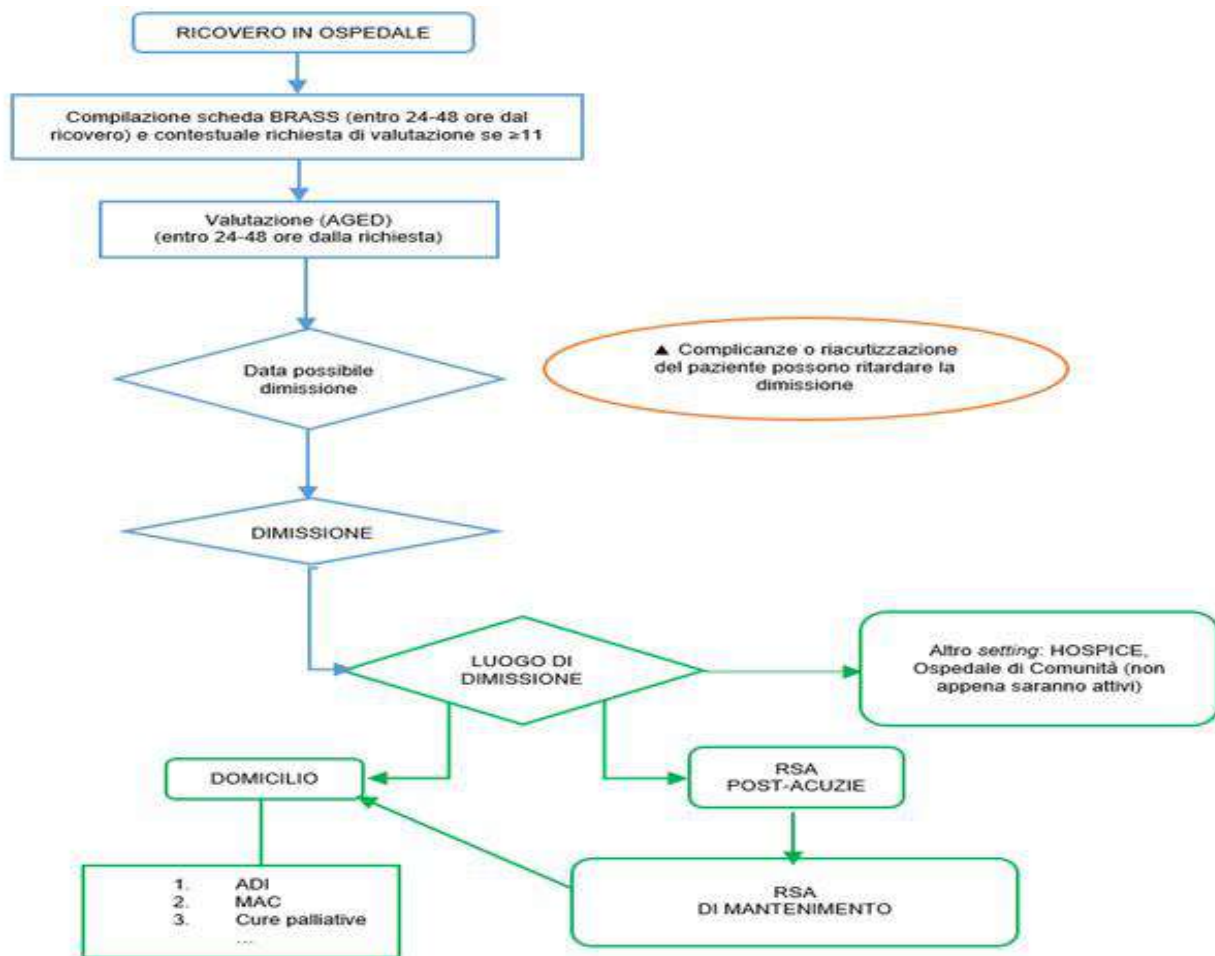 RICOVERO IN OSPEDALE
Compilazione scheda BRASS (entro 24-48 ore dal
ricovero) e contestuale richiesta di valutazione se ≥11
Valutazione (AGED)
(entro 24-48 ore dalla richiesta)
Data possibile
dimissione
▲ Complicanze o riacutizzazione
del paziente possono ritardare la
dimissione
DIMISSIONE
LUOGO DI
DIMISSIONE
Altro setting: HOSPICE,
Ospedale di Comunità (non
appena saranno attivi)
DOMICILIO
RSA
POST-ACUZIE
1. ADI
2. MAC
3. Cure palliative
...
RSA
DI MANTENIMENTO